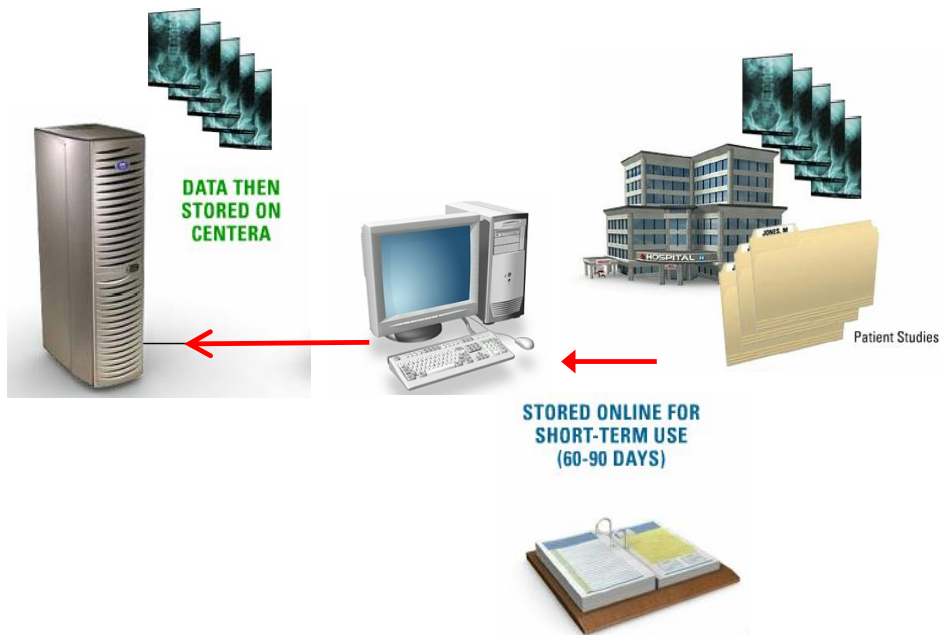 DATA THEN
STORED ON
CENTERA
JONES, M
HOSPITAL H
Patient Studies
STORED ONLINE FOR
SHORT-TERM USE
(60-90 DAYS)